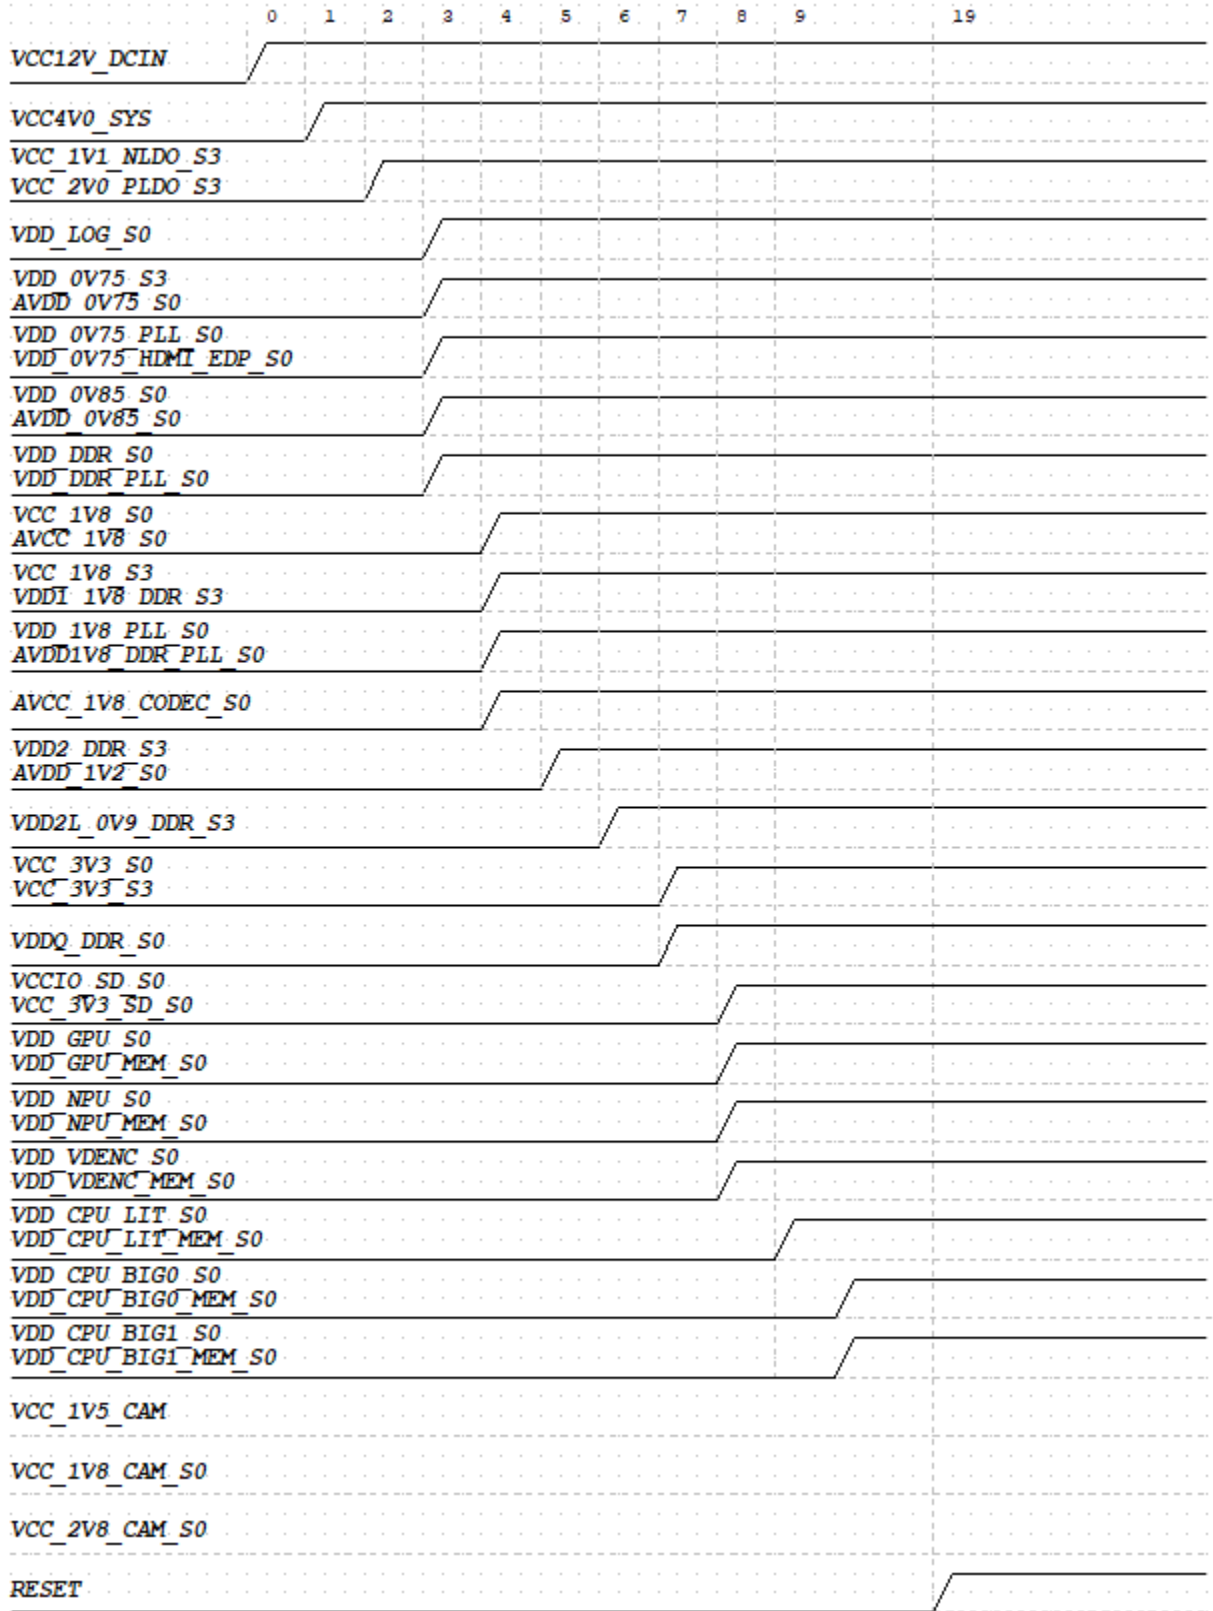 0 1 2 3 4 5 6 7 8 9 19
VCC12V_DCIN
VCC4V0_SYS
VCC_1V1_NLDO_S3
VCC_2V0_PLDO_S3
VDD_LOG_S0
VDD_0V75_S3
AVDD_0V75_S0
VDD_0V75_PLL_S0
VDD_0V75_HDMI_EDP_S0
VDD_0V85_S0
AVDD_0V85_S0
VDD_DDR_S0
VDD_DDR_PLL_S0
VCC_1V8_S0
AVCC_1V8_S0
VCC_1V8_S3
VDDI_1V8_DDR_S3
VDD_1V8_PLL_S0
AVDD1V8_DDR_PLL_S0
AVCC_1V8_CODEC_S0
VDD2_DDR_S3
AVDD_1V2_S0
VDD2L_0V9_DDR_S3
VCC_3V3_S0
VCC_3V3_S3
VDDQ_DDR_S0
VCCIO_SD_S0
VCC_3V3_SD_S0
VDD_GPU_S0
VDD_GPU_MEM_S0
VDD_NPU_S0
VDD_NPU_MEM_S0
VDD_VDENC_S0
VDD_VDENC_MEM_S0
VDD_CPU_LIT_S0
VDD_CPU_LIT_MEM_S0
VDD_CPU_BIG0_S0
VDD_CPU_BIG0_MEM_S0
VDD_CPU_BIG1_S0
VDD_CPU_BIG1_MEM_S0
VCC_1V5_CAM
VCC_1V8_CAM_S0
VCC_2V8_CAM_S0
RESET